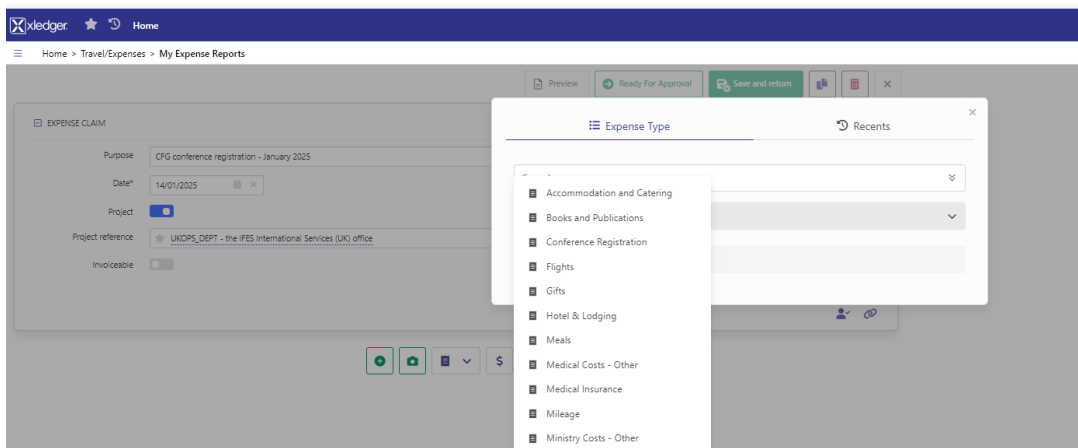 xledger Home
Home > Travel/Expenses > My Expense Reports
Preview Ready For Approval Save and return
EXPENSE CLAIM
Purpose CFG conference registration - January 2025
Date* 14/01/2025
Project
Project reference UKOPS_DEPT - the IFES International Services (UK) office
Invoiceable
Expense Type Recents
Accommodation and Catering
Books and Publications
Conference Registration
Flights
Gifts
Hotel & Lodging
Meals
Medical Costs - Other
Medical Insurance
Mileage
Ministry Costs - Other
$